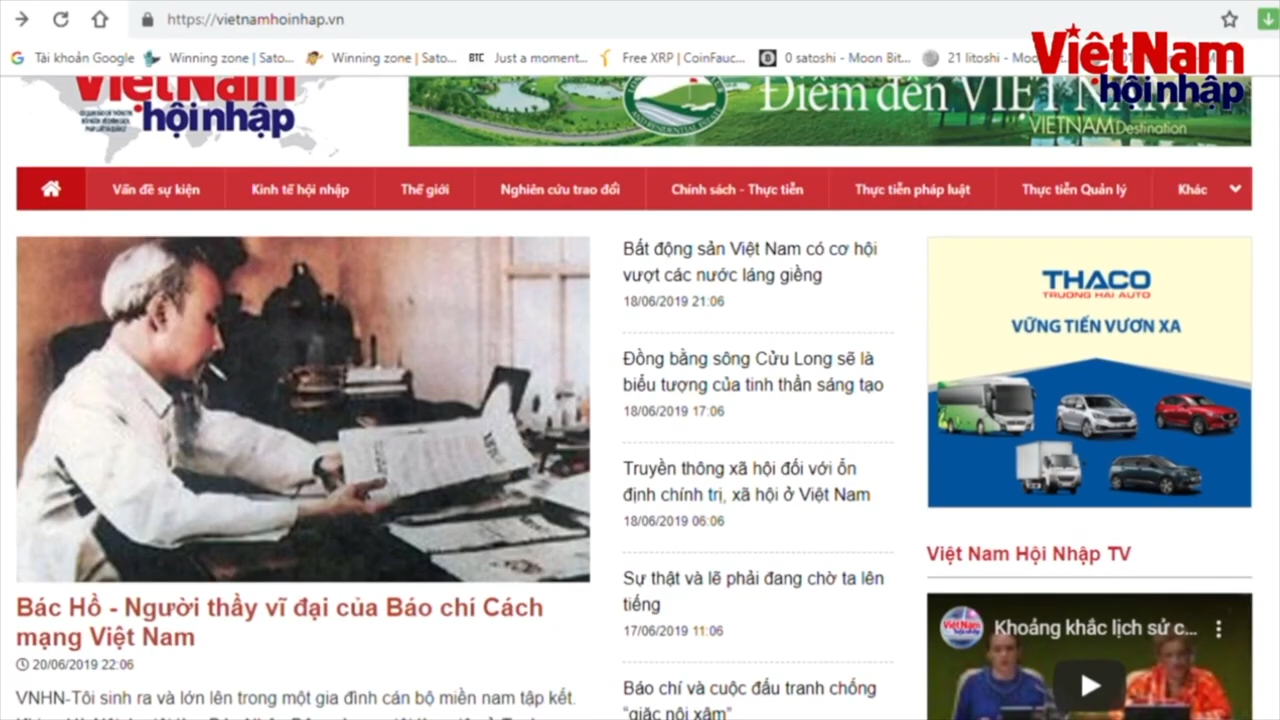 https://vietnamhoinhap.vn
Tài khoản Google
Winning zone | Sato...
Winning zone | Sato...
BTC Just a moment...
Free XRP | CoinFauc...
0 satoshi - Moon Bit...
21 litoshi
ViệtNam
hội nhập
ViệtNam
hội nhập
Điểm đến VIỆT NAM
VIETNAM Destination
Vấn đề sự kiện
Kinh tế hội nhập
Thế giới
Nghiên cứu trao đổi
Chính sách - Thực tiễn
Thực tiễn pháp luật
Thực tiễn Quản lý
Khác
Bác Hồ - Người thầy vĩ đại của Báo chí Cách
mạng Việt Nam
20/06/2019 22:06
VNHN-Tôi sinh ra và lớn lên trong một gia đình cán bộ miền nam tập kết.
Bất động sản Việt Nam có cơ hội
vượt các nước láng giềng
18/06/2019 21:06
Đồng bằng sông Cửu Long sẽ là
biểu tượng của tinh thần sáng tạo
18/06/2019 17:06
Truyền thông xã hội đối với ổn
định chính trị, xã hội ở Việt Nam
18/06/2019 06:06
Sự thật và lẽ phải đang chờ ta lên
tiếng
17/06/2019 11:06
Báo chí và cuộc đấu tranh chống
“giặc nội xâm”
THACO
TRUONG HAI AUTO
VỮNG TIẾN VƯƠN XA
Việt Nam Hội Nhập TV
ViệtNam
hội nhập
Khoảng khắc lịch sử c...